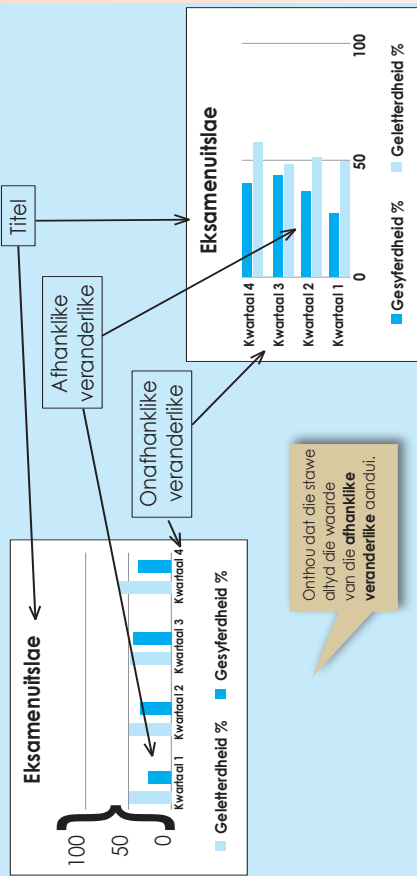 Titel
Afhanklike
veranderlike
Onafhanklike
veranderlike
Eksamenuitslae
100
50
0
Kwartaal 1
Kwartaal 2
Kwartaal 3
Kwartaal 4
Geletterdheid %
Gesyferdheid %
Onthou dat die stawe
altyd die waarde
van die afhanklike
veranderlike aandui.
Eksamenuitslae
Kwartaal 4
Kwartaal 3
Kwartaal 2
Kwartaal 1
0
50
100
Gesyferdheid %
Geletterdheid %